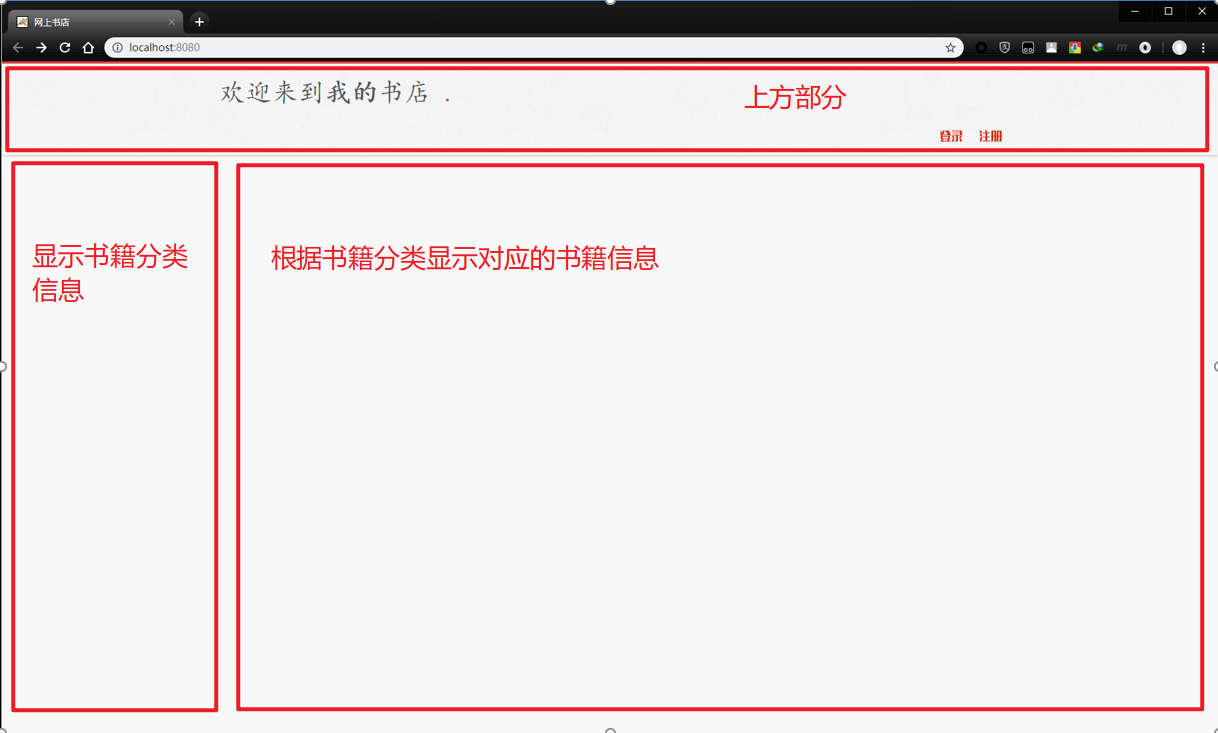 网上书店
localhost:8080
欢迎来到我的书店 .
上方部分
登录 注册
显示书籍分类
信息
根据书籍分类显示对应的书籍信息